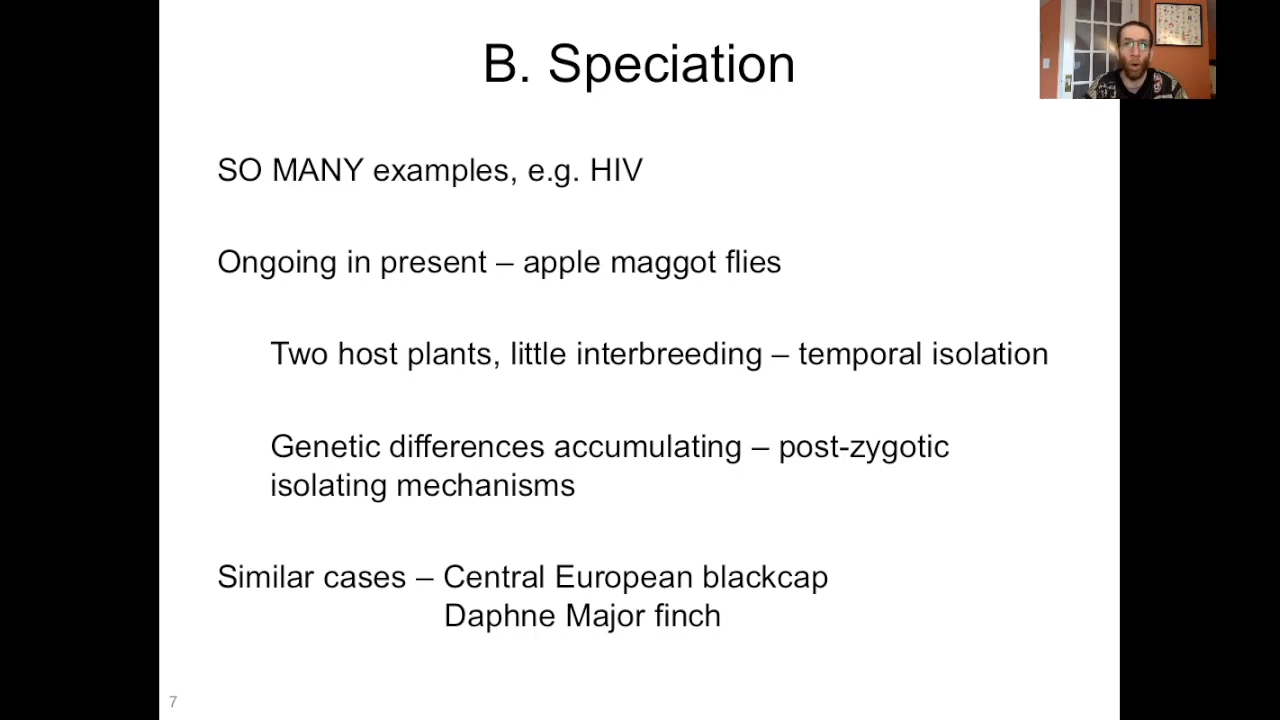 B. Speciation
SO MANY examples, e.g. HIV
Ongoing in present – apple maggot flies
Two host plants, little interbreeding – temporal isolation
Genetic differences accumulating – post-zygotic
isolating mechanisms
Similar cases – Central European blackcap
Daphne Major finch
7